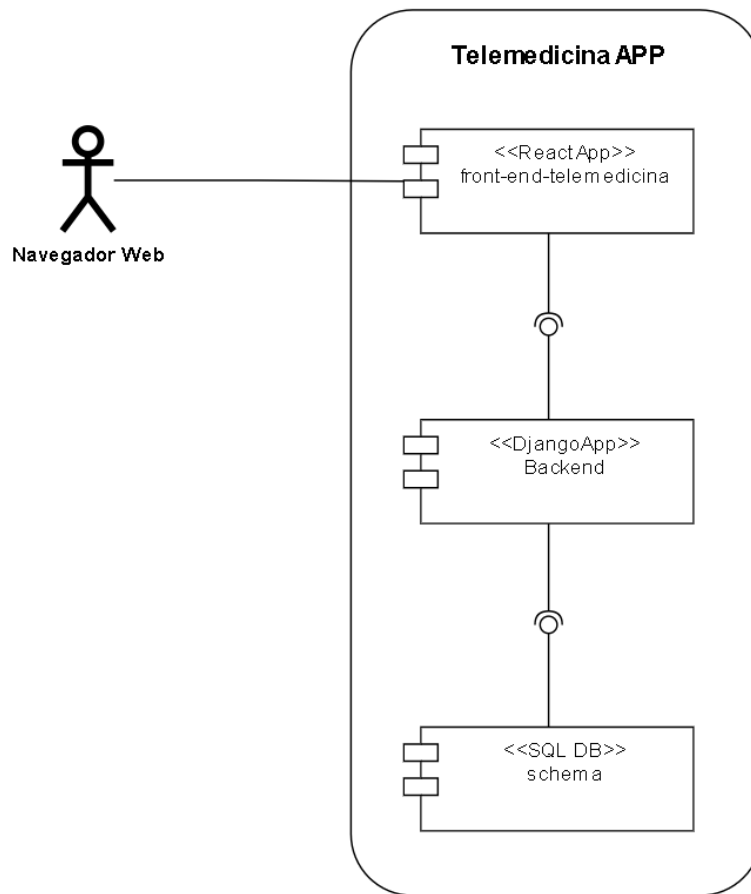 Telemedicina APP
<<ReactApp>>
front-end-telemedicina
Navegador Web
<<DjangoApp>>
Backend
<<SQL DB>>
schema